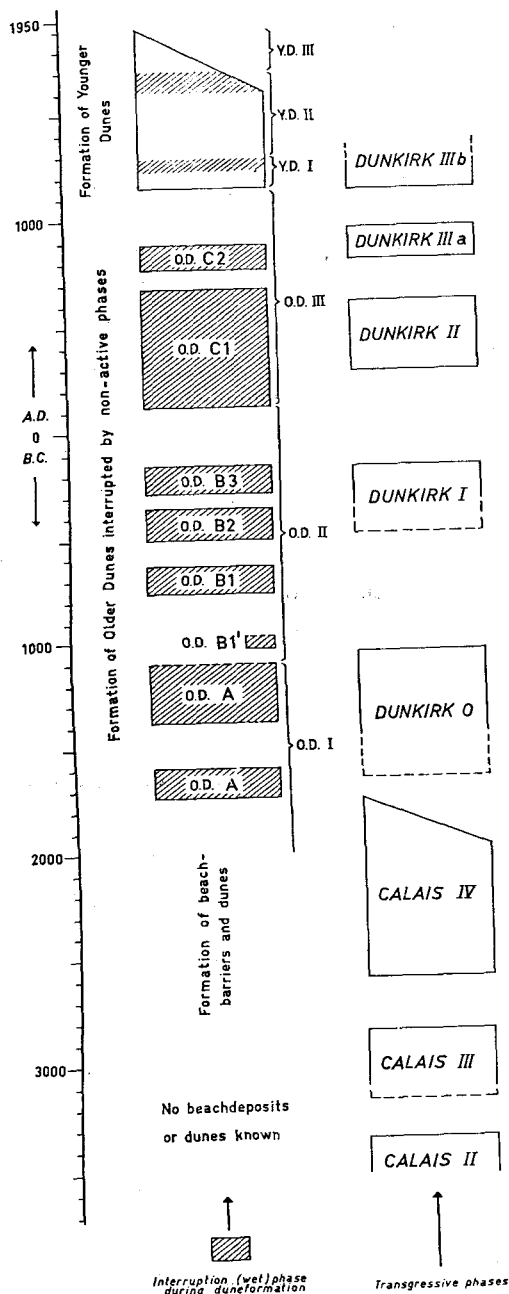 1950
Formation of Younger
Dunes
Y.D. III
Y.D. II
Y.D. I
DUNKIRK III b
1000
DUNKIRK III a
O.D. C2
O.D. III
DUNKIRK II
O.D. C1
Formation of Older Dunes interrupted by non-active phases
A.D.
0
B.C.
O.D. B3
DUNKIRK I
O.D. B2
O.D. II
O.D. B1
O.D. B1'
1000
O.D. A
DUNKIRK 0
O.D. I
O.D. A
2000
Formation of beach-
barriers and dunes
CALAIS IV
CALAIS III
3000
No beachdeposits
or dunes known
CALAIS II
Interruption (wet) phase
during duneformation
Transgressive phases